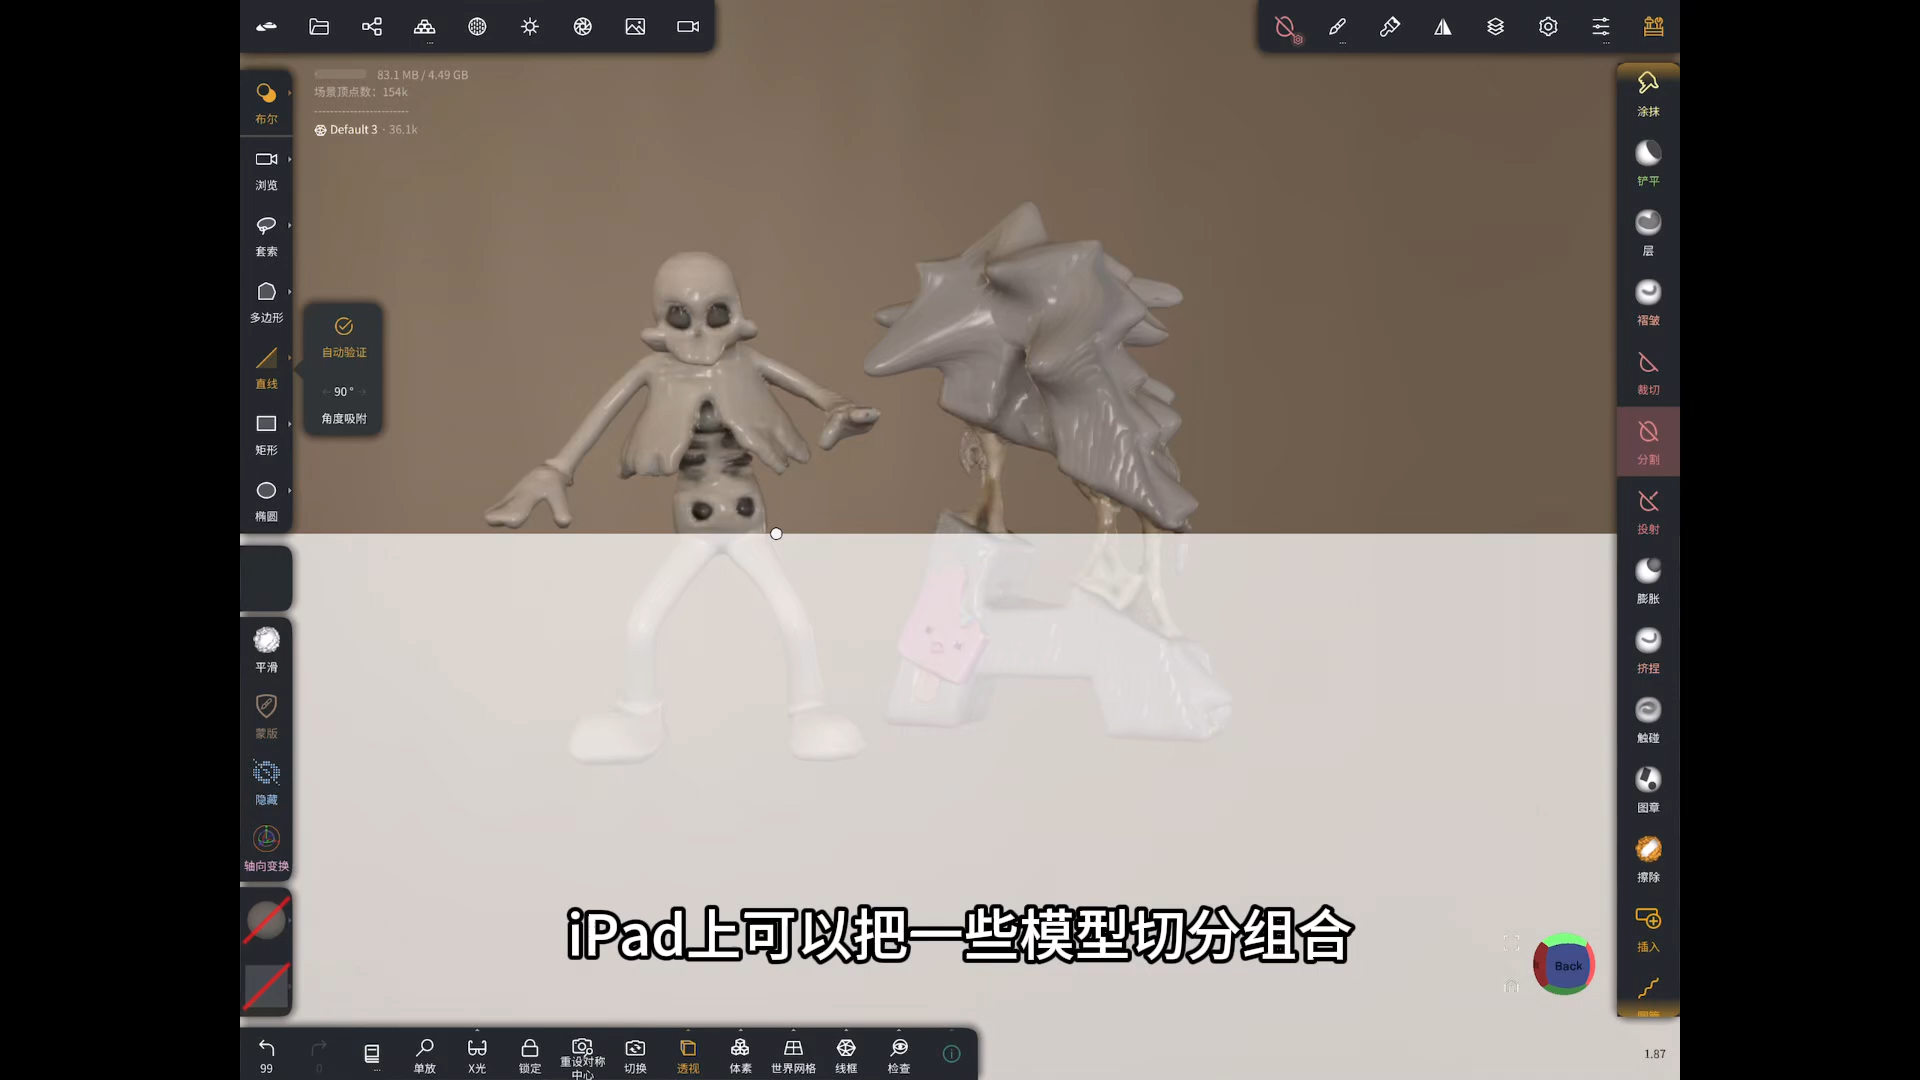 83.1 MB / 4.49 GB
场景顶点数: 154k
Default 3 · 36.1k
布尔
浏览
套索
多边形
直线
矩形
椭圆
自动验证
90 °
角度吸附
平滑
蒙版
隐藏
轴向变换
涂抹
铲平
层
褶皱
裁切
分割
投射
膨胀
挤捏
触碰
图章
擦除
插入
iPad上可以把一些模型切分组合
Back
99
0
单放
X光
锁定
重设对称
中心
切换
透视
体素
世界网格
线框
检查
1.87